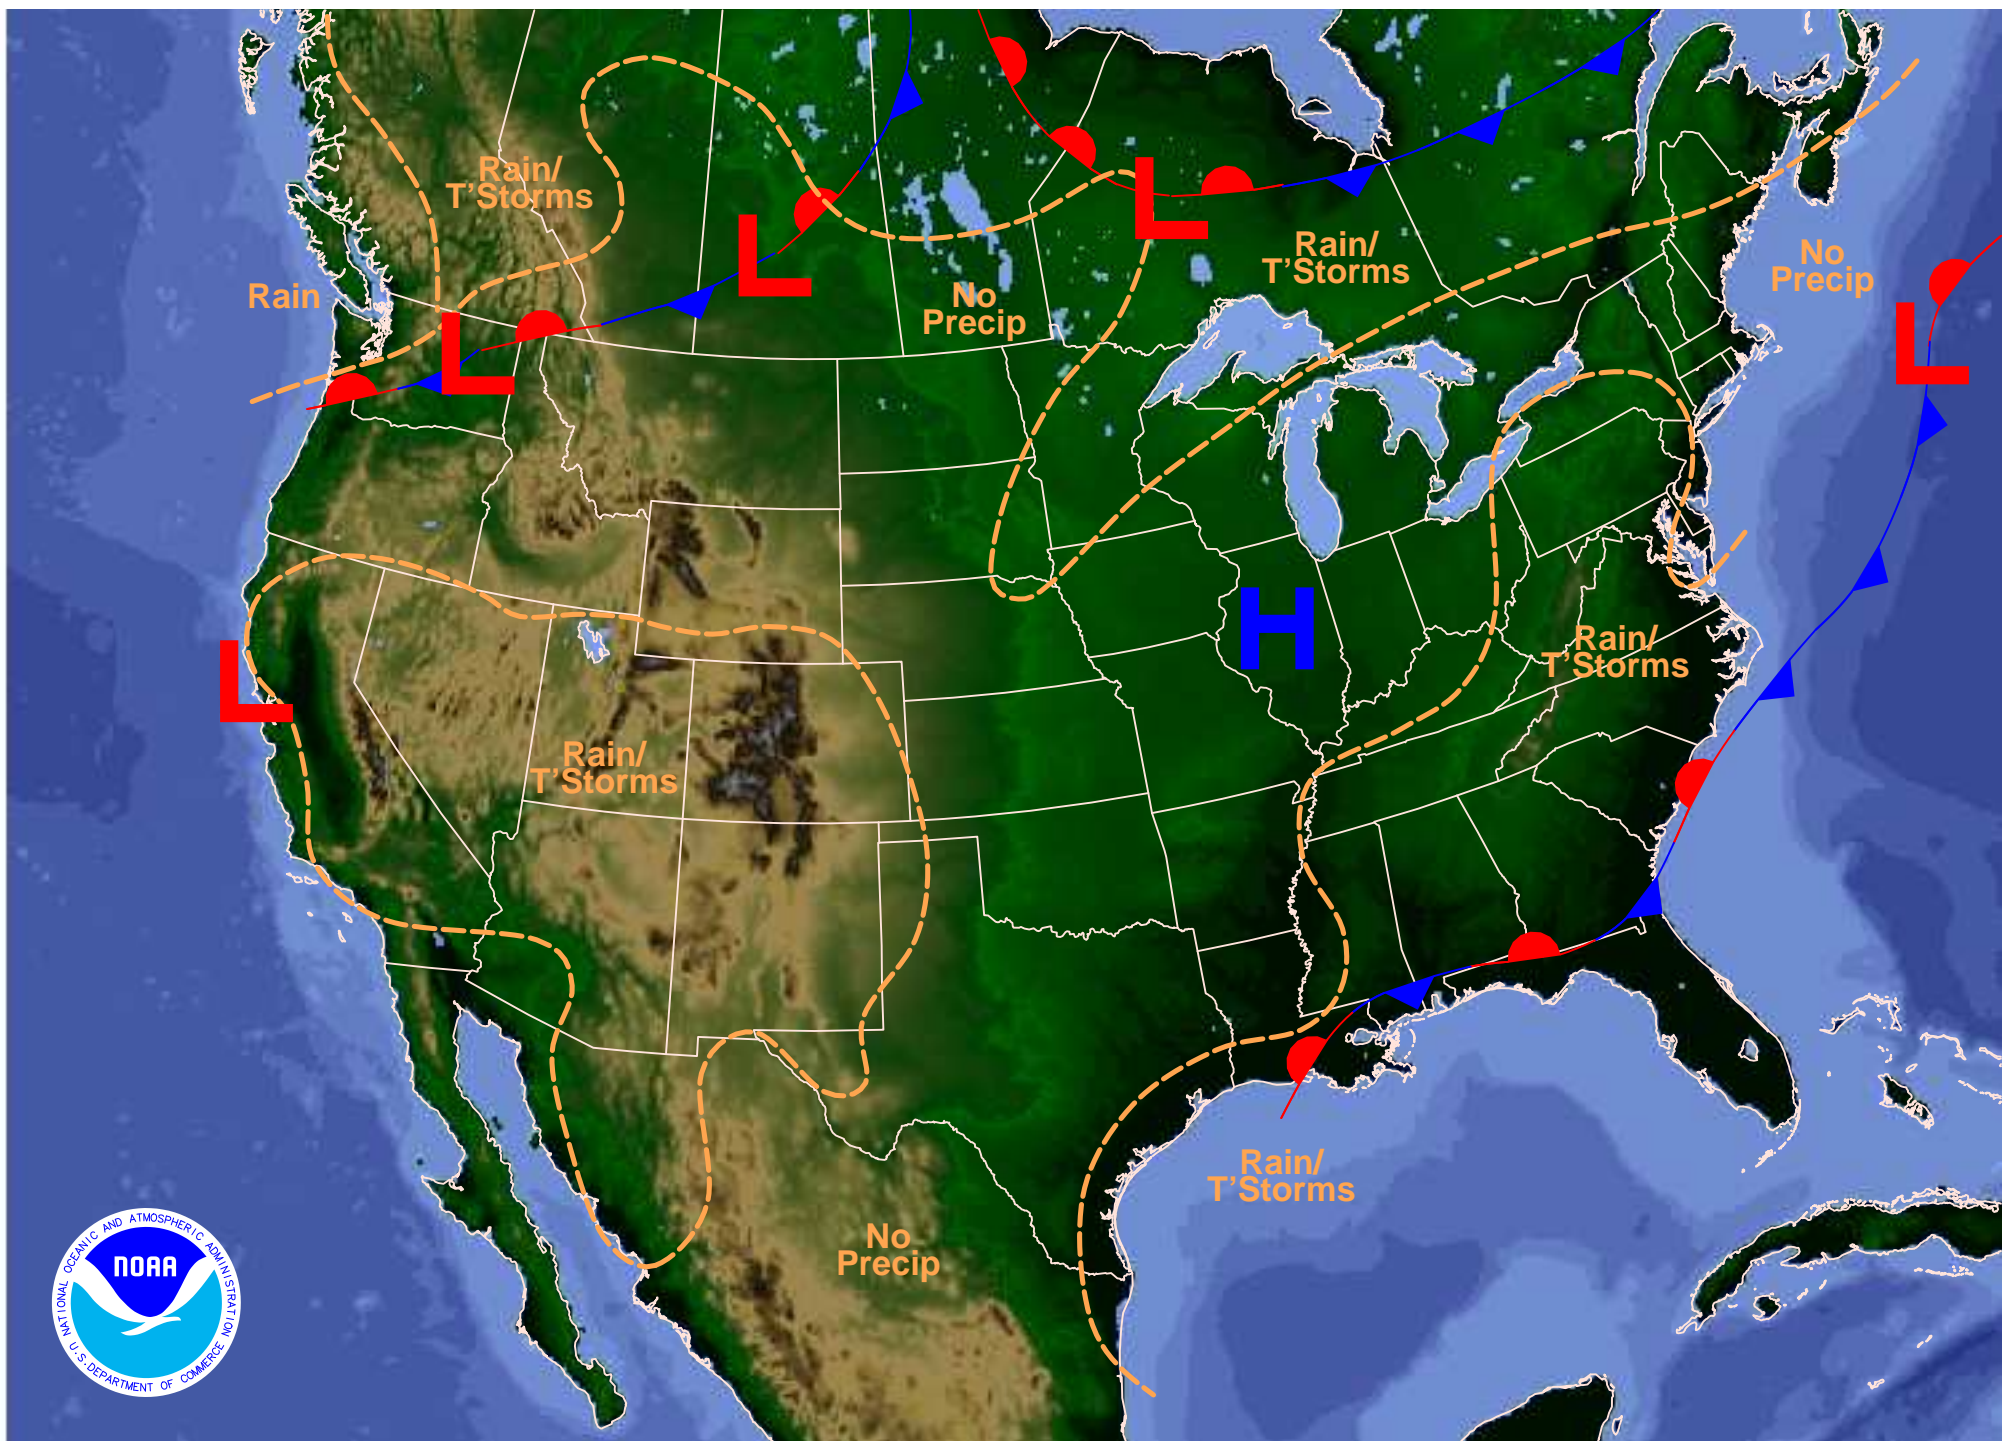 Rain/
T'Storms
Rain
No
Precip
L
L
Rain/
T'Storms
No
Precip
L
L
H
Rain/
T'Storms
L
Rain/
T'Storms
Rain/
T'Storms
No
Precip
NATIONAL OCEANIC AND ATMOSPHERIC ADMINISTRATION
NOAA
U.S. DEPARTMENT OF COMMERCE